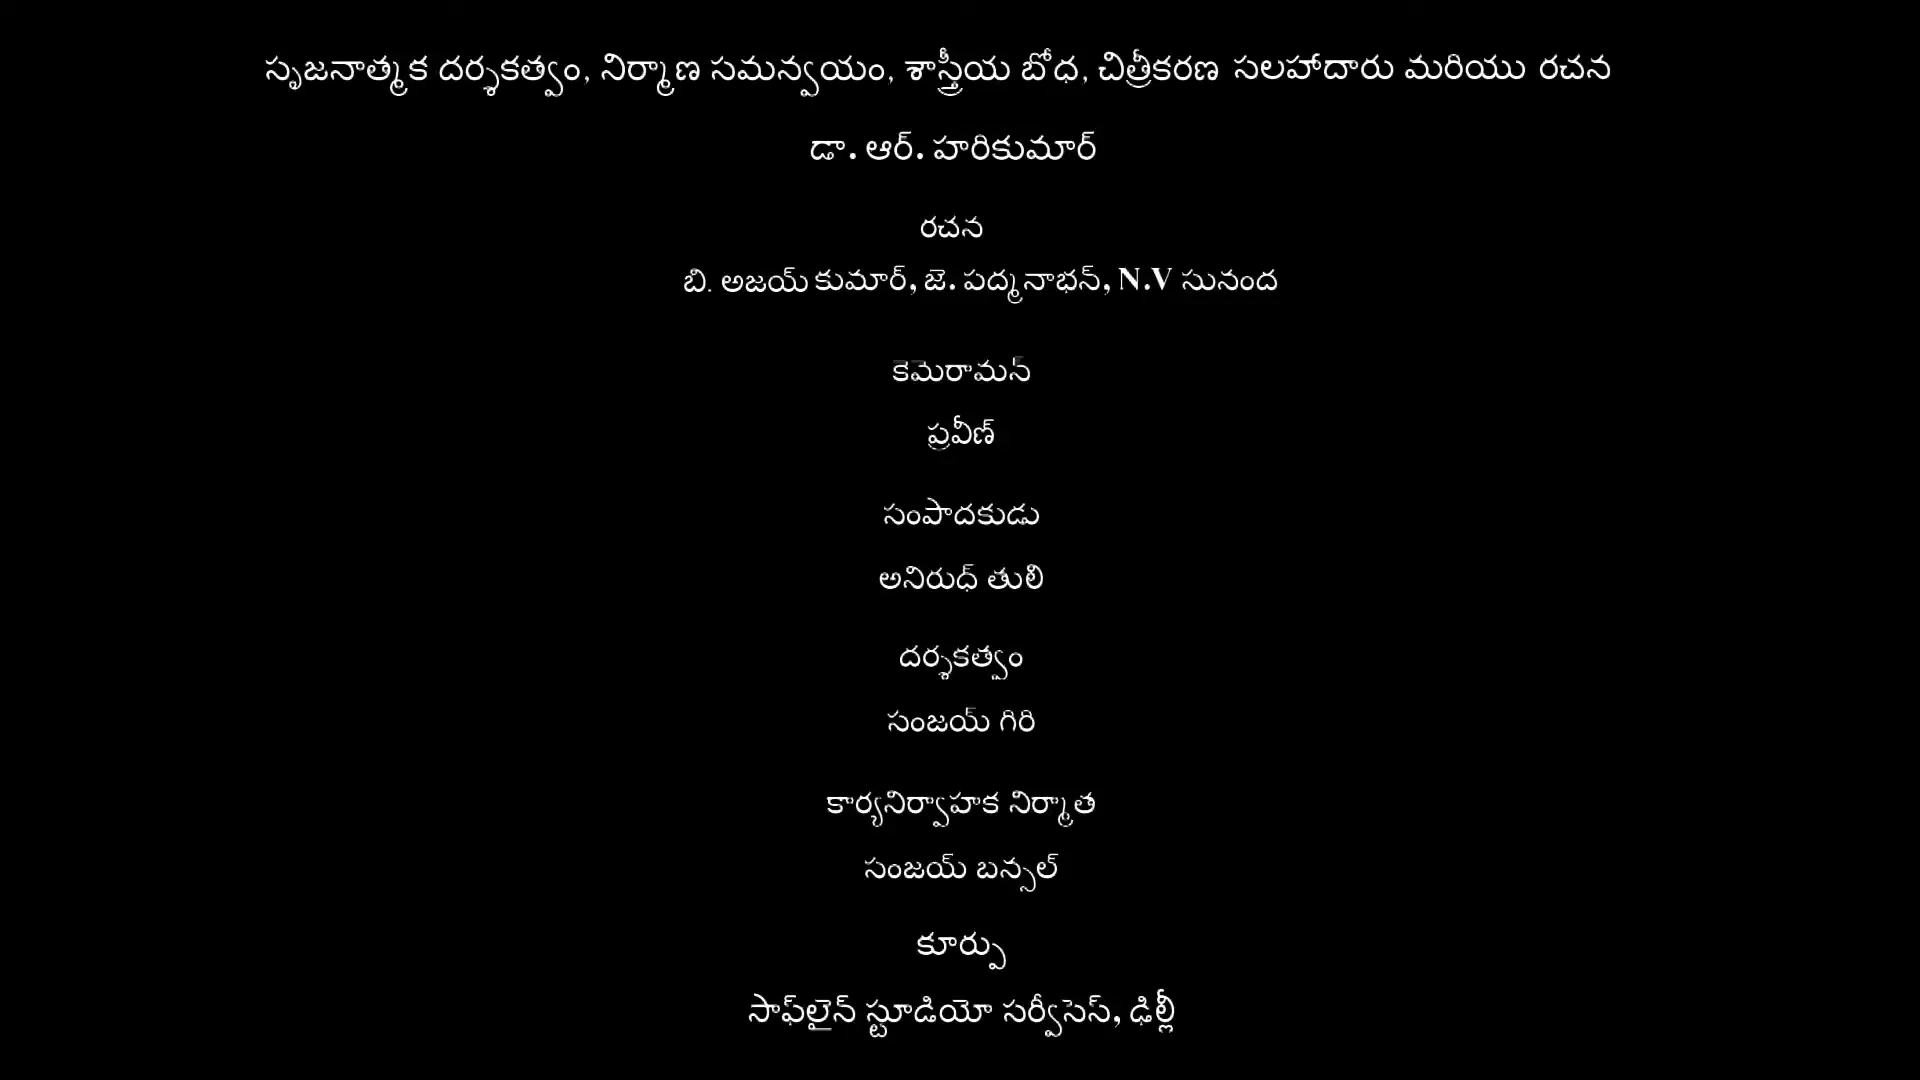 సృజనాత్మక దర్శకత్వం, నిర్మాణ సమన్వయం, శాస్త్రీయ బోధ, చిత్రీకరణ సలహాదారు మరియు రచన
డా. ఆర్. హరికుమార్
రచన
బి. అజయ్ కుమార్, జె. పద్మనాభన్, N.V సునంద
కెమెరామన్
ప్రవీణ్
సంపాదకుడు
అనిరుధ్ తులి
దర్శకత్వం
సంజయ్ గిరి
కార్యనిర్వాహక నిర్మాత
సంజయ్ బన్సల్
కూర్పు
సాఫ్‌లైన్ స్టూడియో సర్వీసెస్, ఢిల్లీ